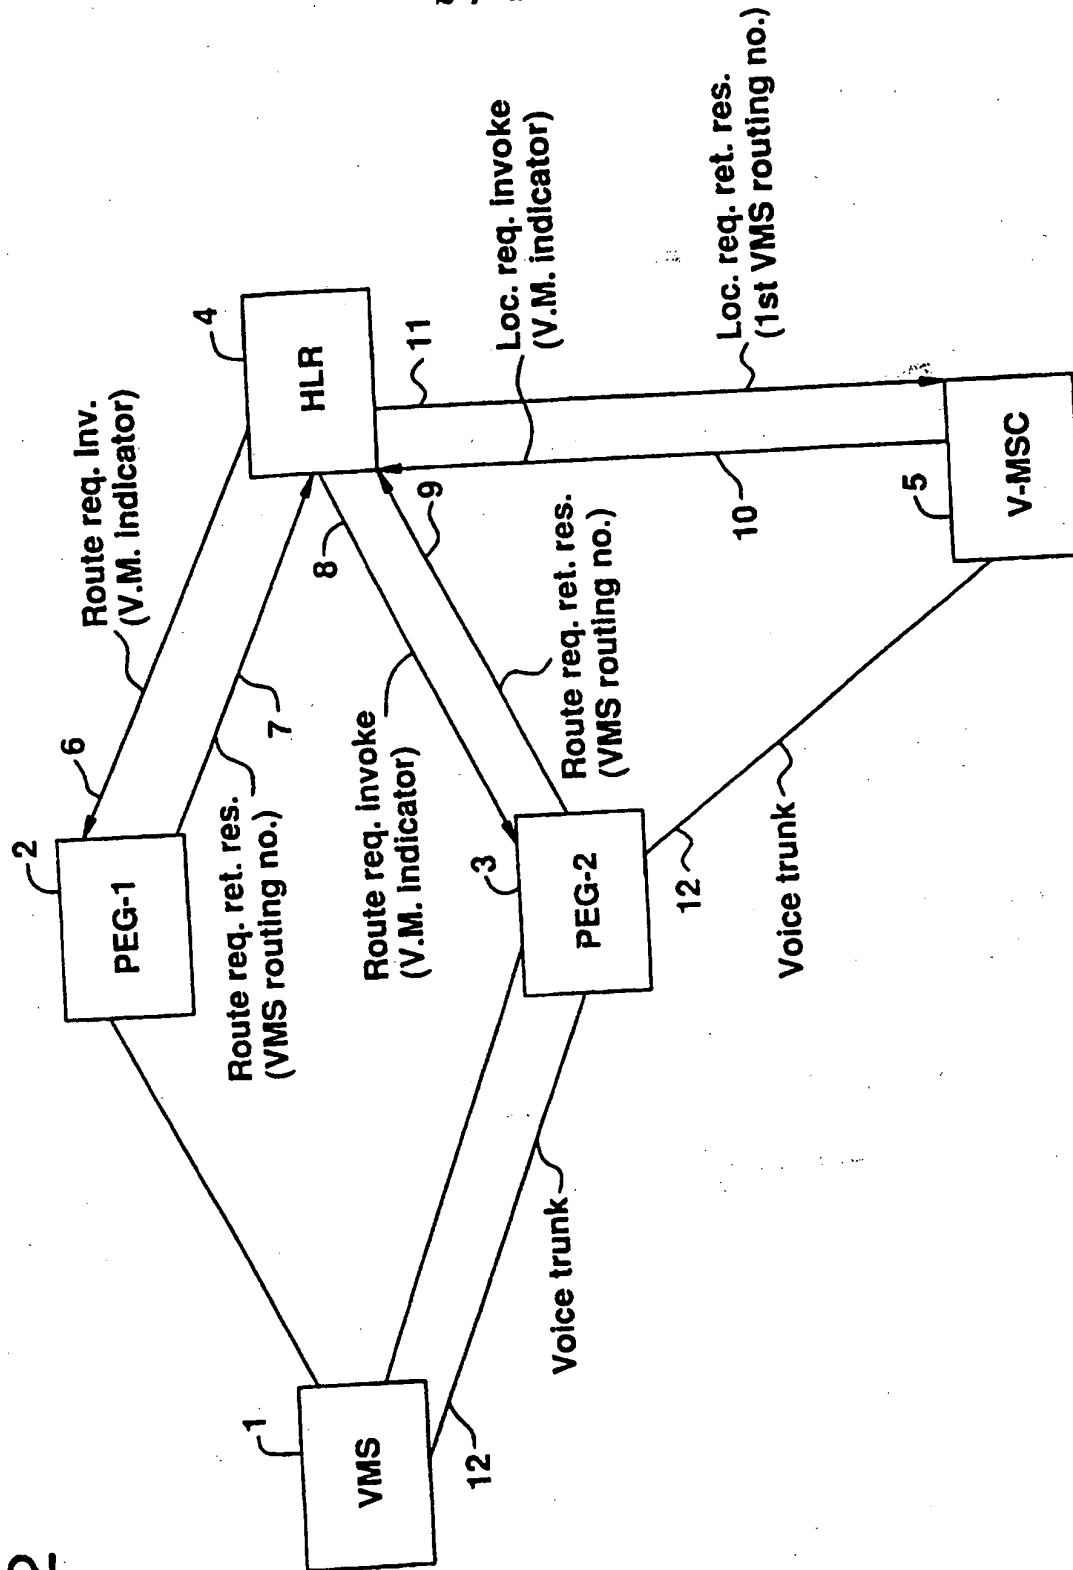 2
VMS
1
12
Voice trunk
PEG-1
2
6
Route req. Inv.
(V.M. indicator)
7
Route req. ret. res.
(VMS routing no.)
HLR
4
8
Route req. invoke
(V.M. indicator)
9
Route req. ret. res.
(VMS routing no.)
PEG-2
3
12
Voice trunk
11
Loc. req. invoke
(V.M. indicator)
10
Loc. req. ret. res.
(1st VMS routing no.)
V-MSC
5